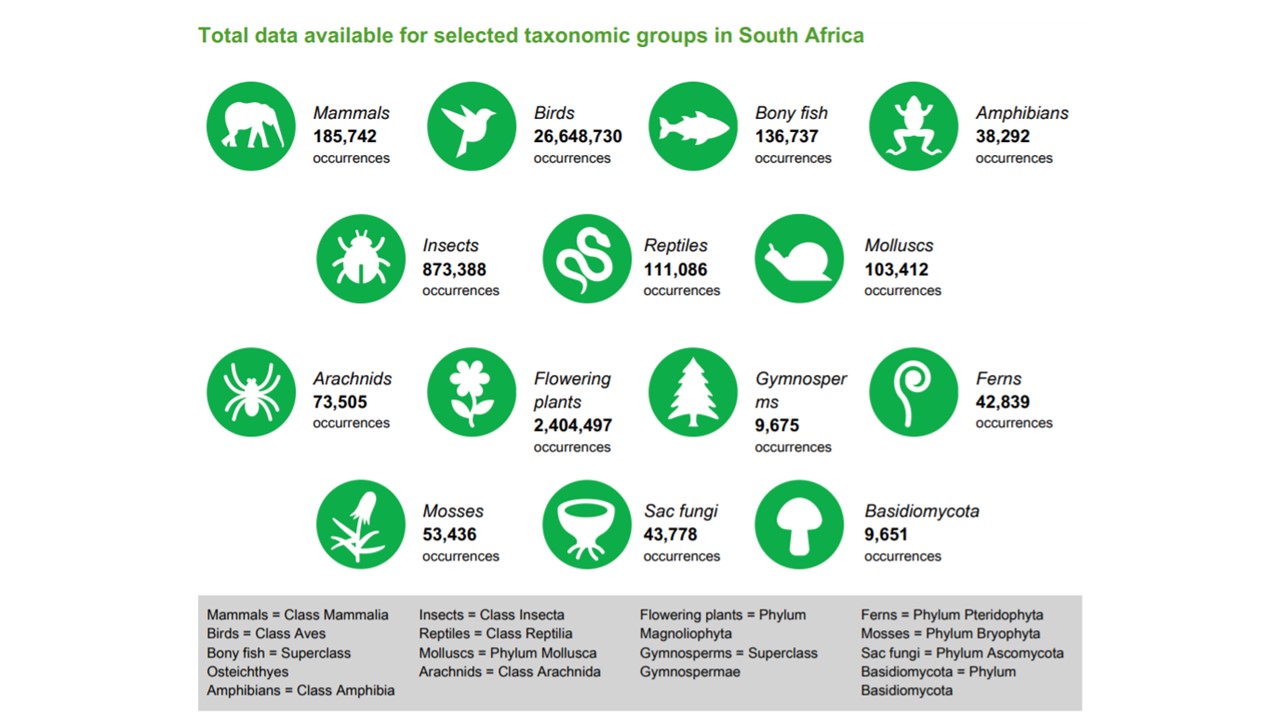 Total data available for selected taxonomic groups in South Africa
Mammals
185,742
occurrences
Birds
26,648,730
occurrences
Bony fish
136,737
occurrences
Amphibians
38,292
occurrences
Insects
873,388
occurrences
Reptiles
111,086
occurrences
Molluscs
103,412
occurrences
Arachnids
73,505
occurrences
Flowering
plants
2,404,497
occurrences
Gymnosper
ms
9,675
occurrences
Ferns
42,839
occurrences
Mosses
53,436
occurrences
Sac fungi
43,778
occurrences
Basidiomycota
9,651
occurrences
Mammals = Class Mammalia
Birds = Class Aves
Bony fish = Superclass
Osteichthyes
Amphibians = Class Amphibia
Insects = Class Insecta
Reptiles = Class Reptilia
Molluscs = Phylum Mollusca
Arachnids = Class Arachnida
Flowering plants = Phylum
Magnoliophyta
Gymnosperms = Superclass
Gymnospermae
Ferns = Phylum Pteridophyta
Mosses = Phylum Bryophyta
Sac fungi = Phylum Ascomycota
Basidiomycota = Phylum
Basidiomycota